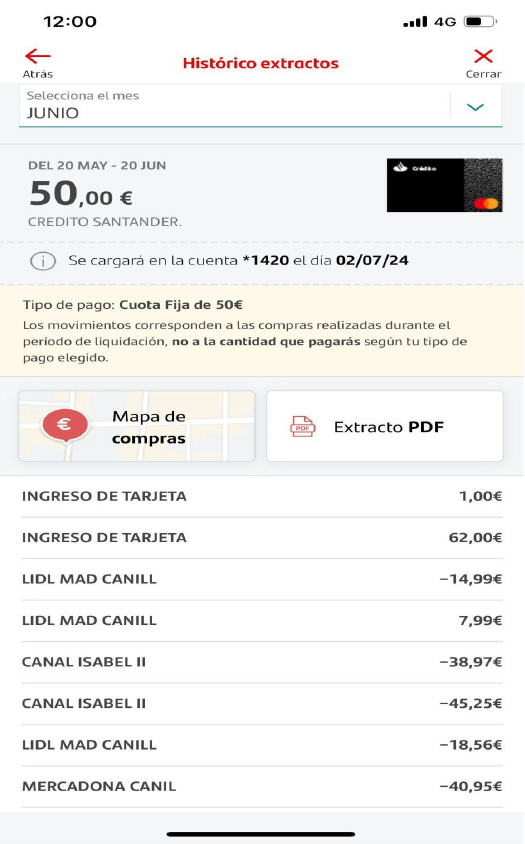 12:00 4G
Atrás Histórico extractos Cerrar
Selecciona el mes
JUNIO
DEL 20 MAY - 20 JUN
50,00 €
CREDITO SANTANDER.
Crédito
Se cargará en la cuenta *1420 el día 02/07/24
Tipo de pago: Cuota Fija de 50€
Los movimientos corresponden a las compras realizadas durante el
período de liquidación, no a la cantidad que pagarás según tu tipo de
pago elegido.
€ Mapa de
compras
PDF Extracto PDF
INGRESO DE TARJETA 1,00€
INGRESO DE TARJETA 62,00€
LIDL MAD CANILL −14,99€
LIDL MAD CANILL 7,99€
CANAL ISABEL II −38,97€
CANAL ISABEL II −45,25€
LIDL MAD CANILL −18,56€
MERCADONA CANIL −40,95€